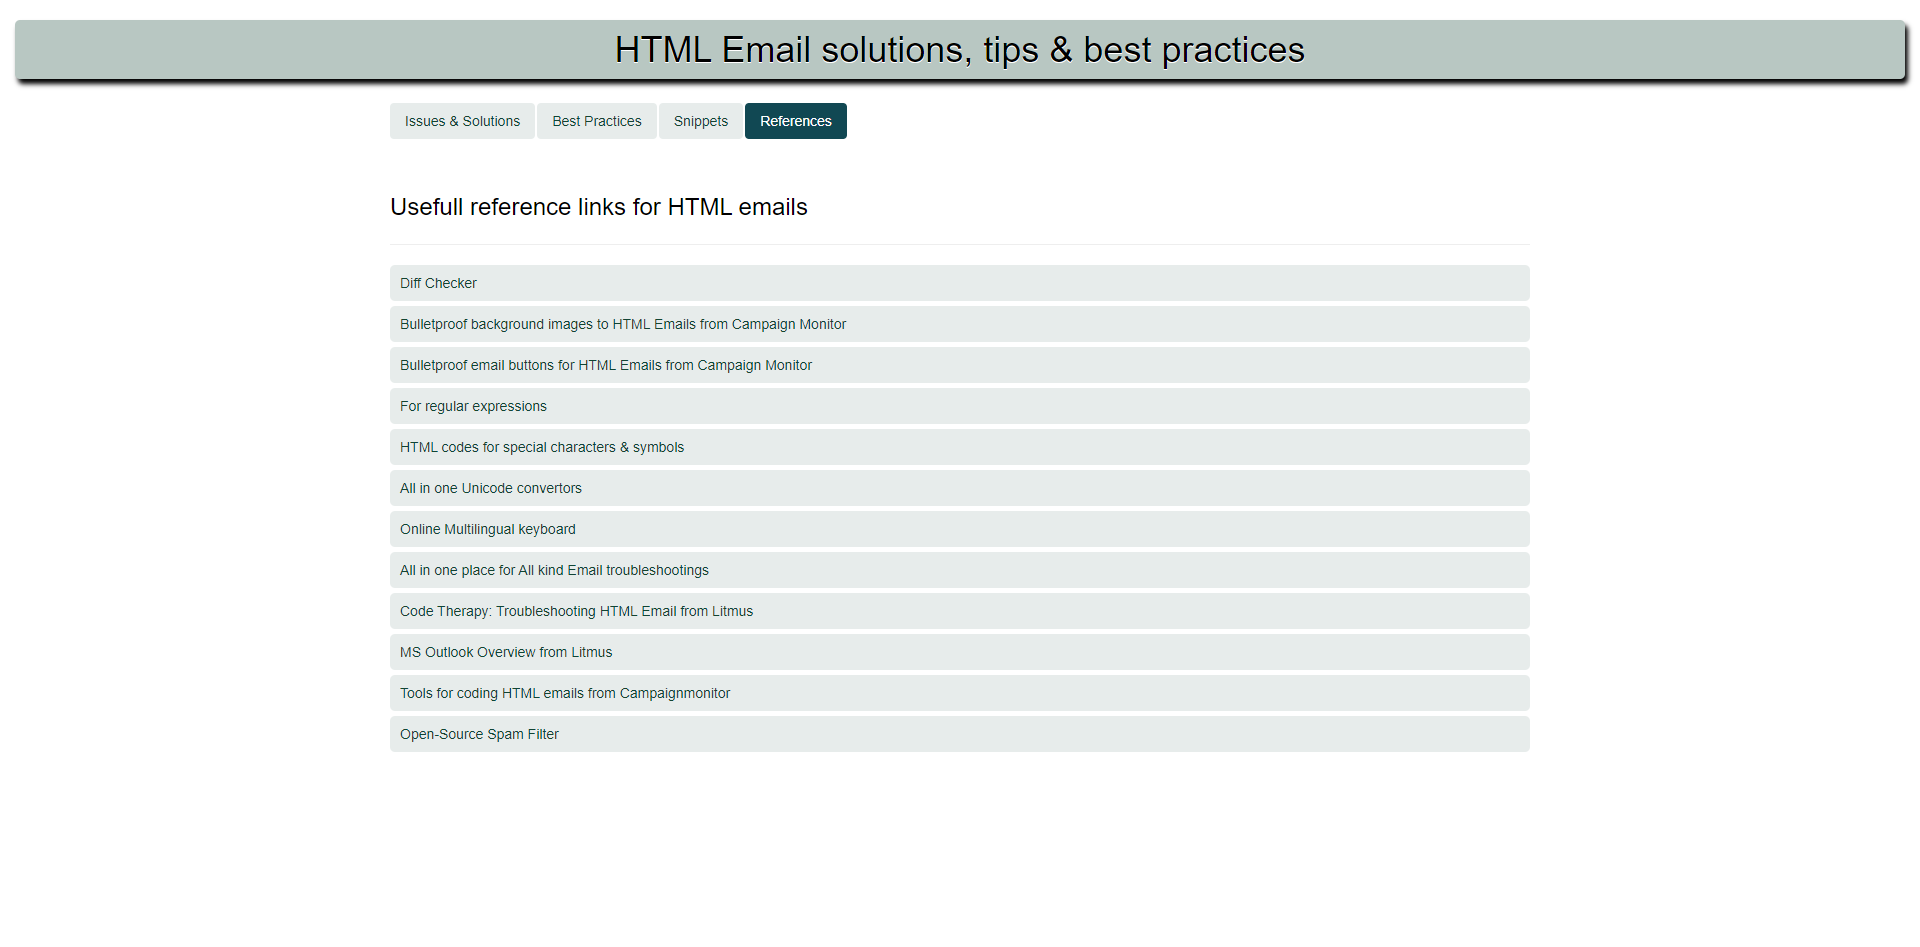 HTML Email solutions, tips & best practices
Issues & Solutions Best Practices Snippets References
Usefull reference links for HTML emails
Diff Checker
Bulletproof background images to HTML Emails from Campaign Monitor
Bulletproof email buttons for HTML Emails from Campaign Monitor
For regular expressions
HTML codes for special characters & symbols
All in one Unicode convertors
Online Multilingual keyboard
All in one place for All kind Email troubleshootings
Code Therapy: Troubleshooting HTML Email from Litmus
MS Outlook Overview from Litmus
Tools for coding HTML emails from Campaignmonitor
Open-Source Spam Filter